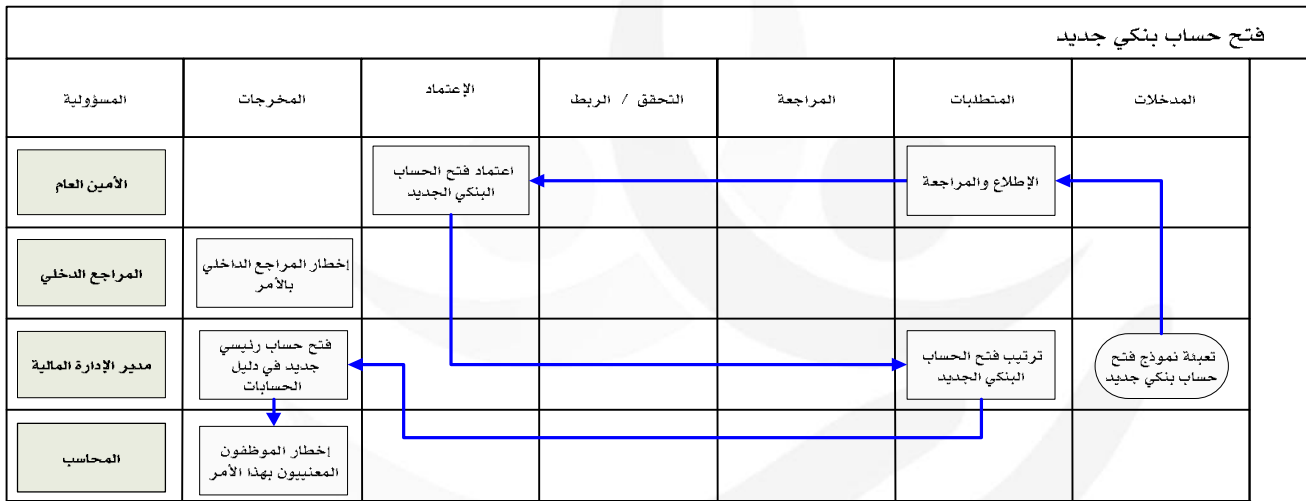 فتح حساب بنكي جديد
المدخلات
المتطلبات
المراجعة
التحقق / الربط
الإعتماد
المخرجات
المسؤولية
الإطلاع والمراجعة
اعتماد فتح الحساب
البنكي الجديد
الأمين العام
إخطار المراجع الداخلي
بالأمر
المراجع الدخلي
تعبئة نموذج فتح
حساب بنكي جديد
ترتيب فتح الحساب
البنكي الجديد
فتح حساب رئيسي
جديد في دليل
الحسابات
مدير الإدارة المالية
إخطار الموظفون
المعنييون بهذا الأمر
المحاسب